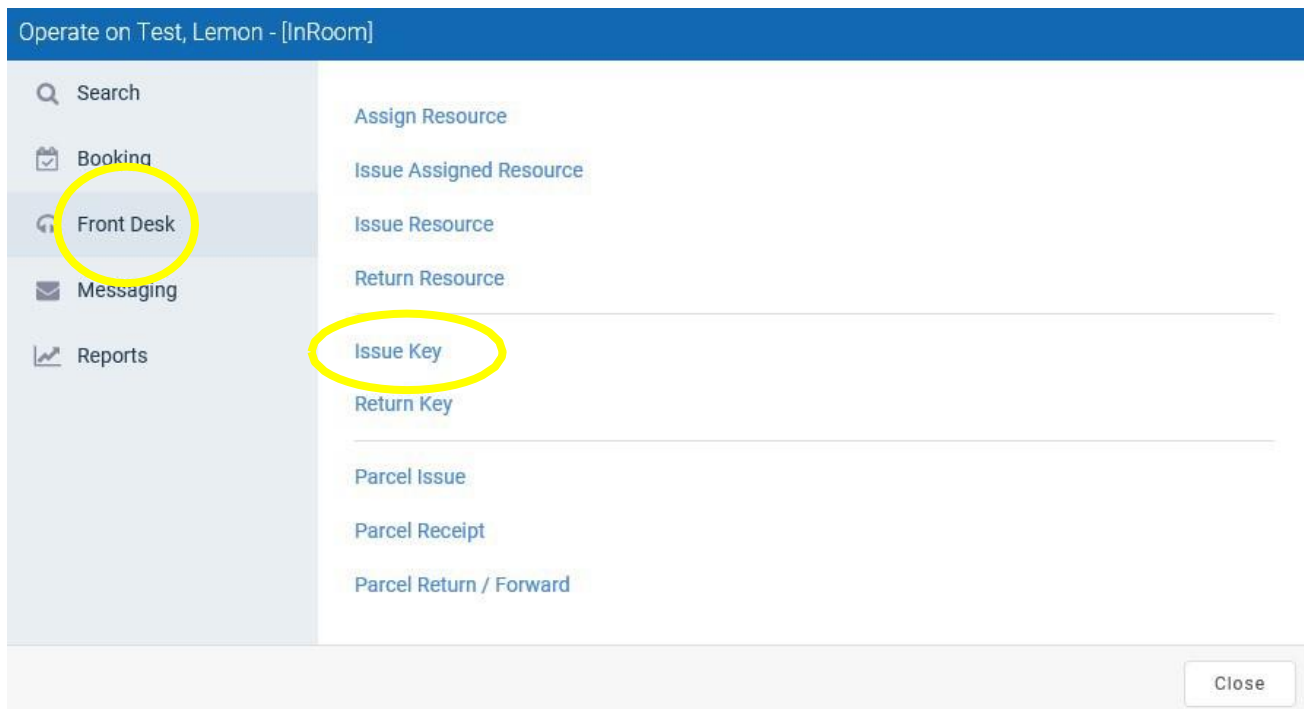 Operate on Test, Lemon - [InRoom]
Search
Booking
Front Desk
Messaging
Reports
Assign Resource
Issue Assigned Resource
Issue Resource
Return Resource
Issue Key
Return Key
Parcel Issue
Parcel Receipt
Parcel Return / Forward
Close